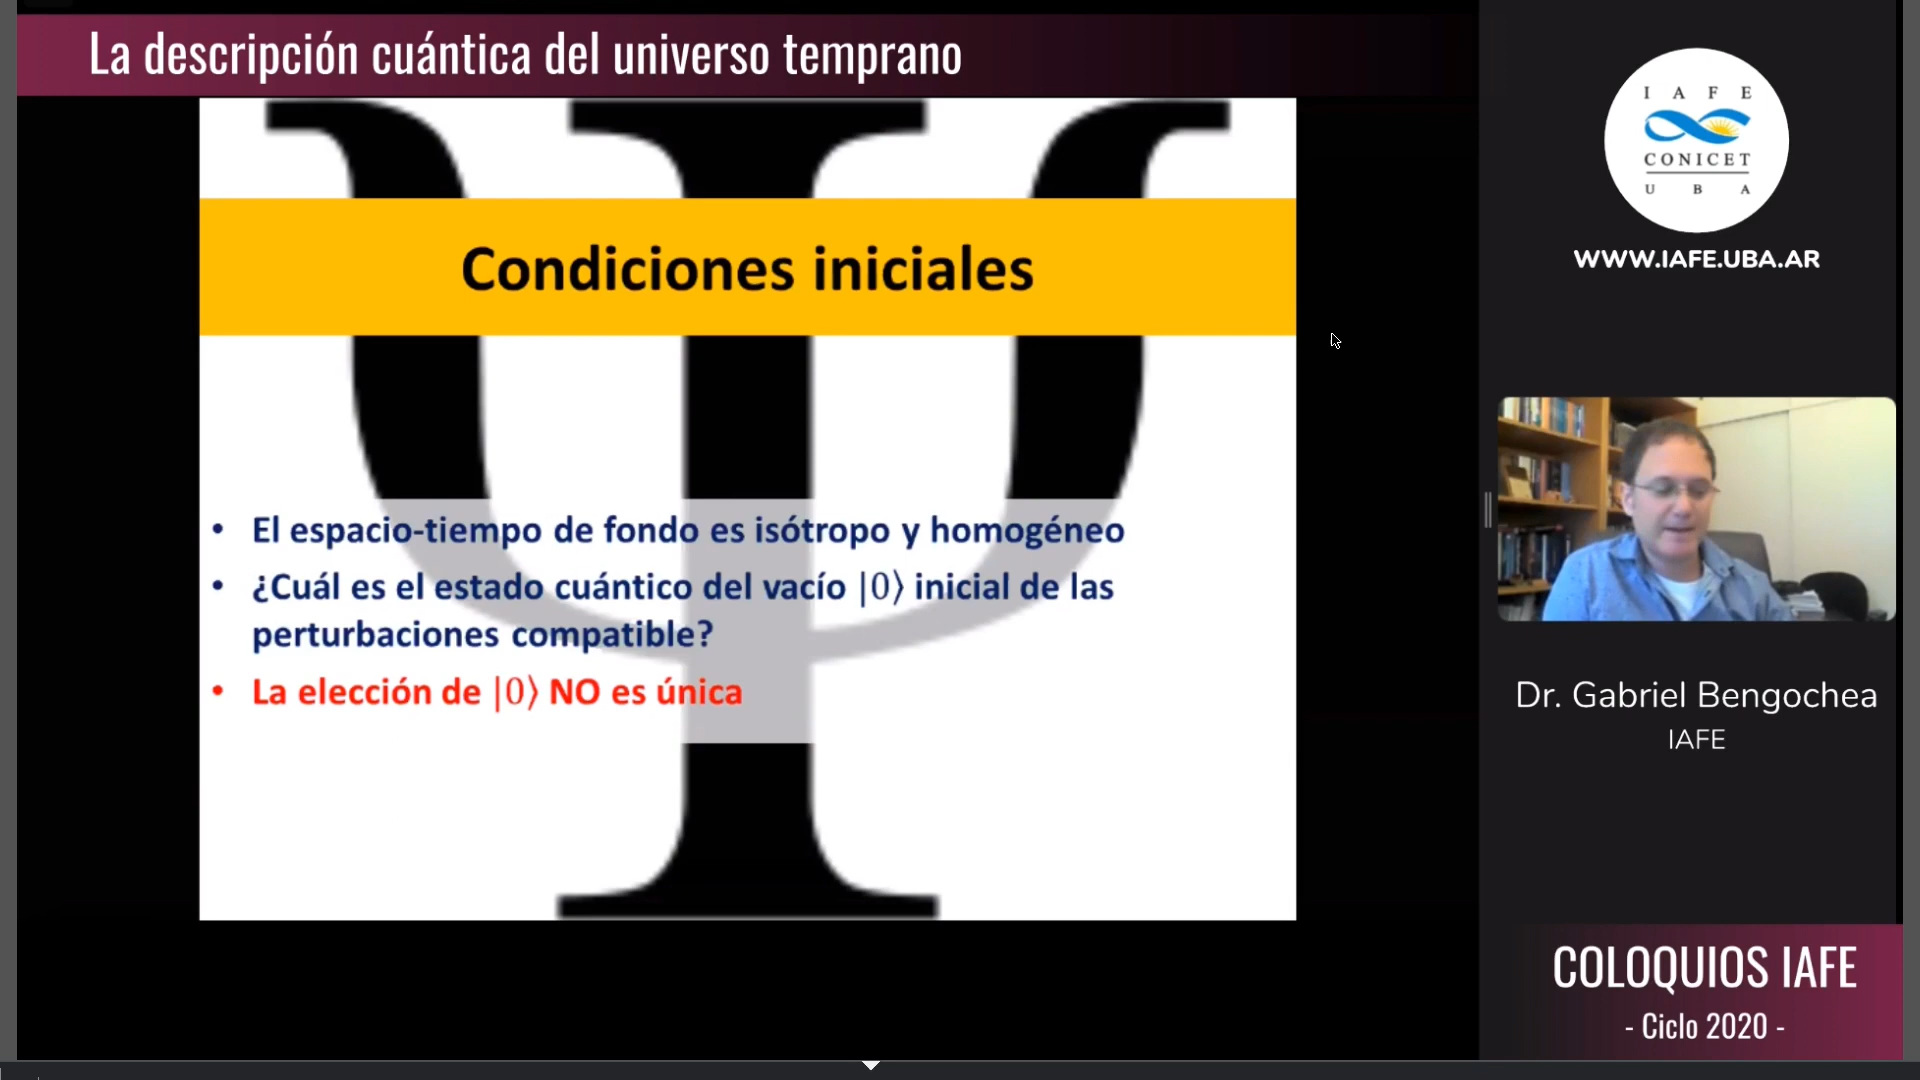 La descripción cuántica del universo temprano
Condiciones iniciales
• El espacio-tiempo de fondo es isótropo y homogéneo
• ¿Cuál es el estado cuántico del vacío |0⟩ inicial de las
perturbaciones compatible?
• La elección de |0⟩ NO es única
I A F E
CONICET
U B A
WWW.IAFE.UBA.AR
Dr. Gabriel Bengochea
IAFE
COLOQUIOS IAFE
- Ciclo 2020 -